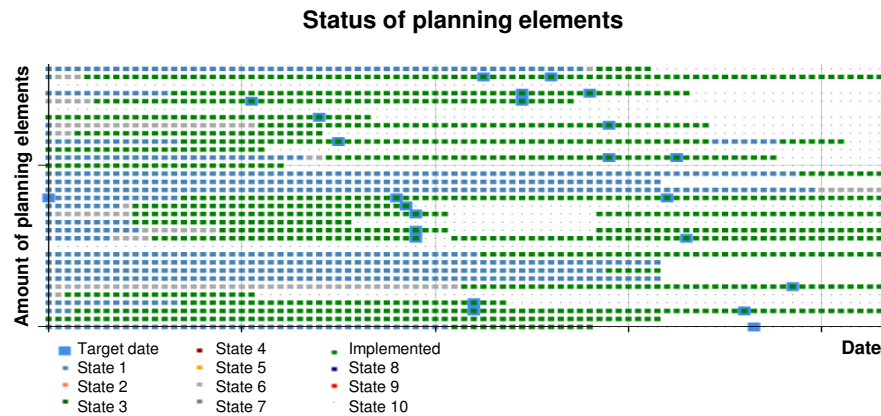 Status of planning elements
Amount of planning elements
Date
Target date
State 1
State 2
State 3
State 4
State 5
State 6
State 7
Implemented
State 8
State 9
State 10